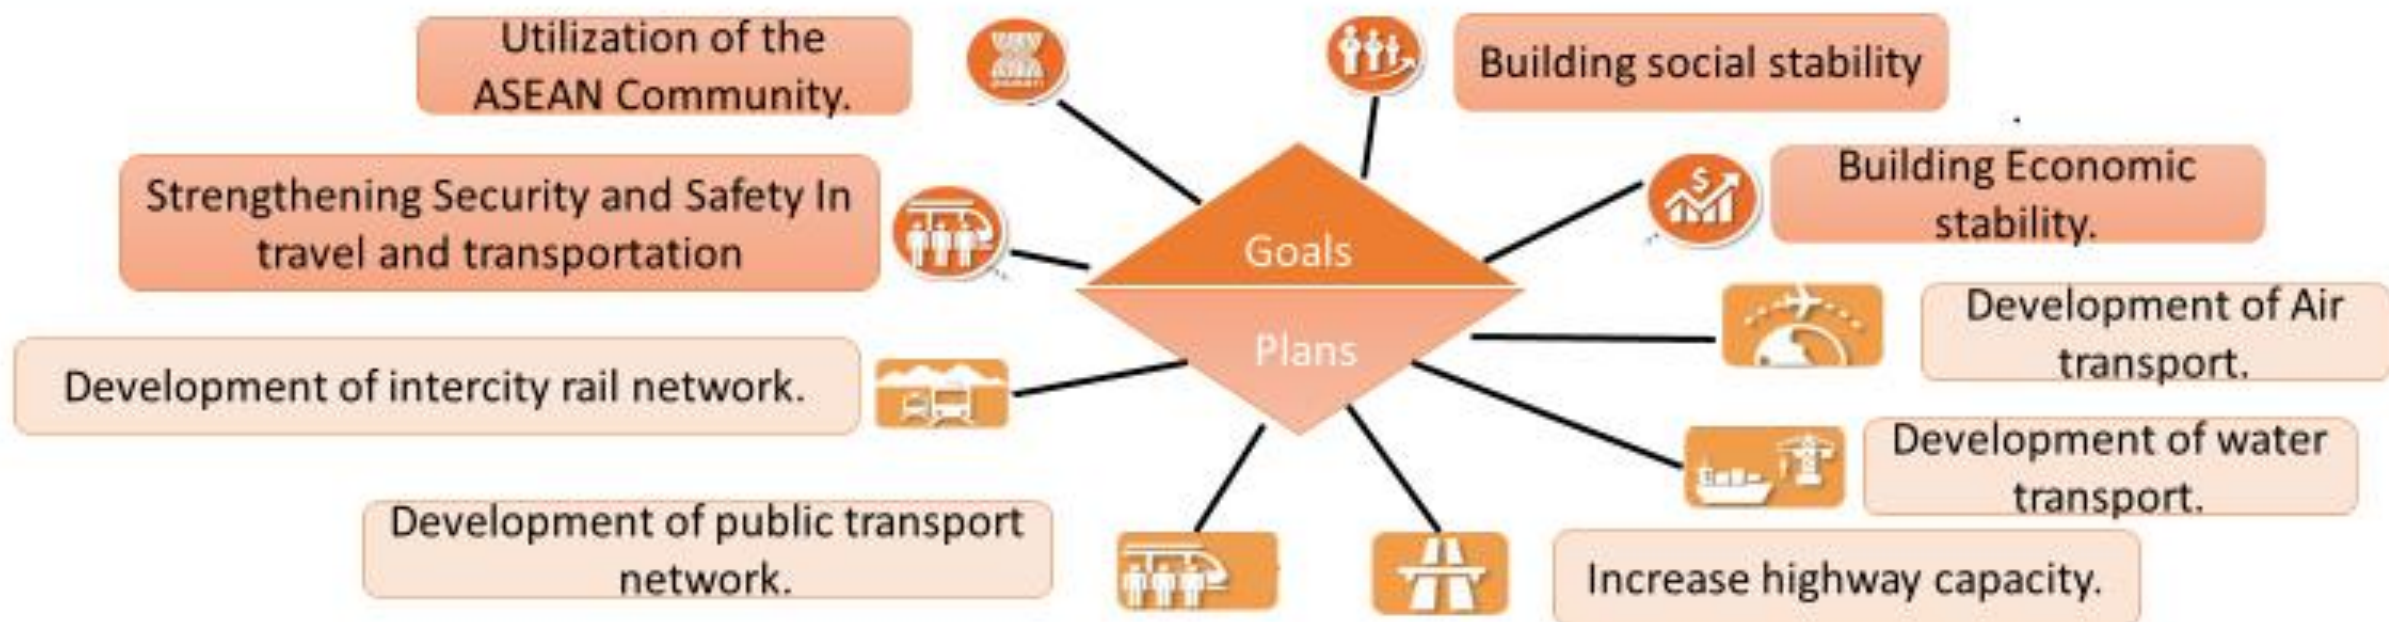 Utilization of the
ASEAN Community.
Building social stability
Strengthening Security and Safety In
travel and transportation
Building Economic
stability.
Goals
Plans
Development of Air
transport.
Development of intercity rail network.
Development of water
transport.
Development of public transport
network.
Increase highway capacity.